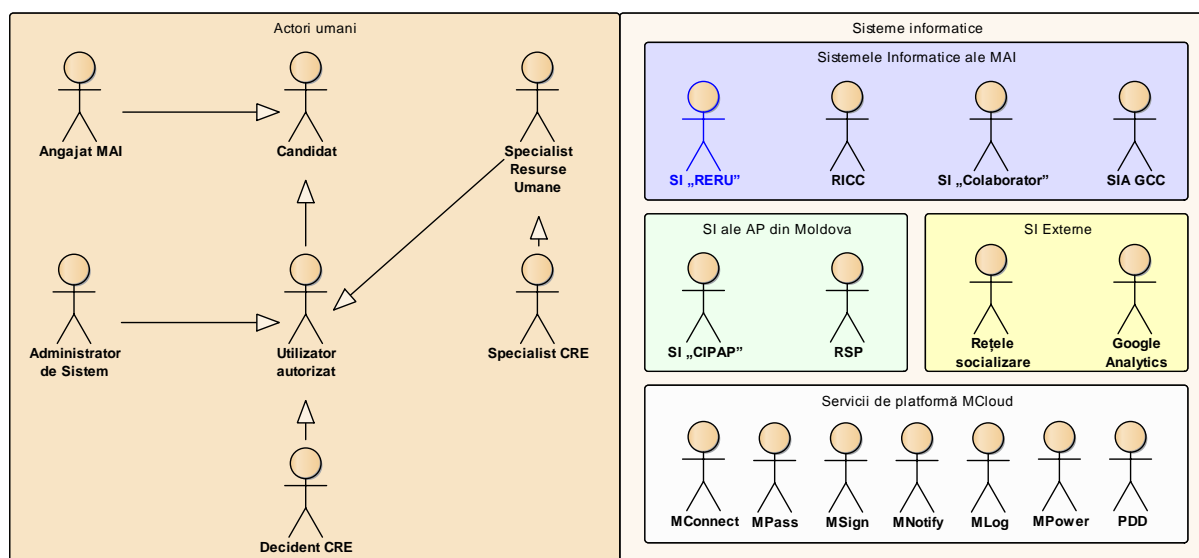 Actori umani
Angajat MAI
Candidat
Specialist
Resurse
Umane
Administrator
de Sistem
Utilizator
autorizat
Specialist CRE
Decident CRE
Sisteme informatice
Sistemele Informatice ale MAI
SI „RERU”
RICC
SI „Colaborator”
SIA GCC
SI ale AP din Moldova
SI „CIPAP”
RSP
SI Externe
Rețele
socializare
Google
Analytics
Servicii de platformă MCloud
MConnect
MPass
MSign
MNotify
MLog
MPower
PDD